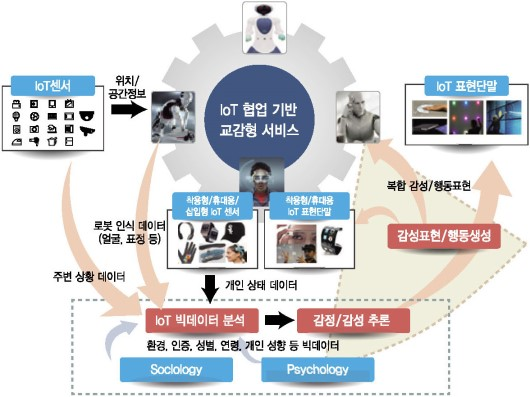 IoT센서
위치/
공간정보
IoT 협업 기반
교감형 서비스
IoT 표현단말
착용형/휴대용/
삽입형 IoT 센서
착용형/휴대용
IoT 표현단말
복합 감성/행동표현
로봇 인식 데이터
(얼굴, 표정 등)
감성표현/행동생성
주변 상황 데이터
개인 상태 데이터
IoT 빅데이터 분석
감정/감성 추론
환경, 인증, 성별, 연령, 개인 성향 등 빅데이터
Sociology
Psychology